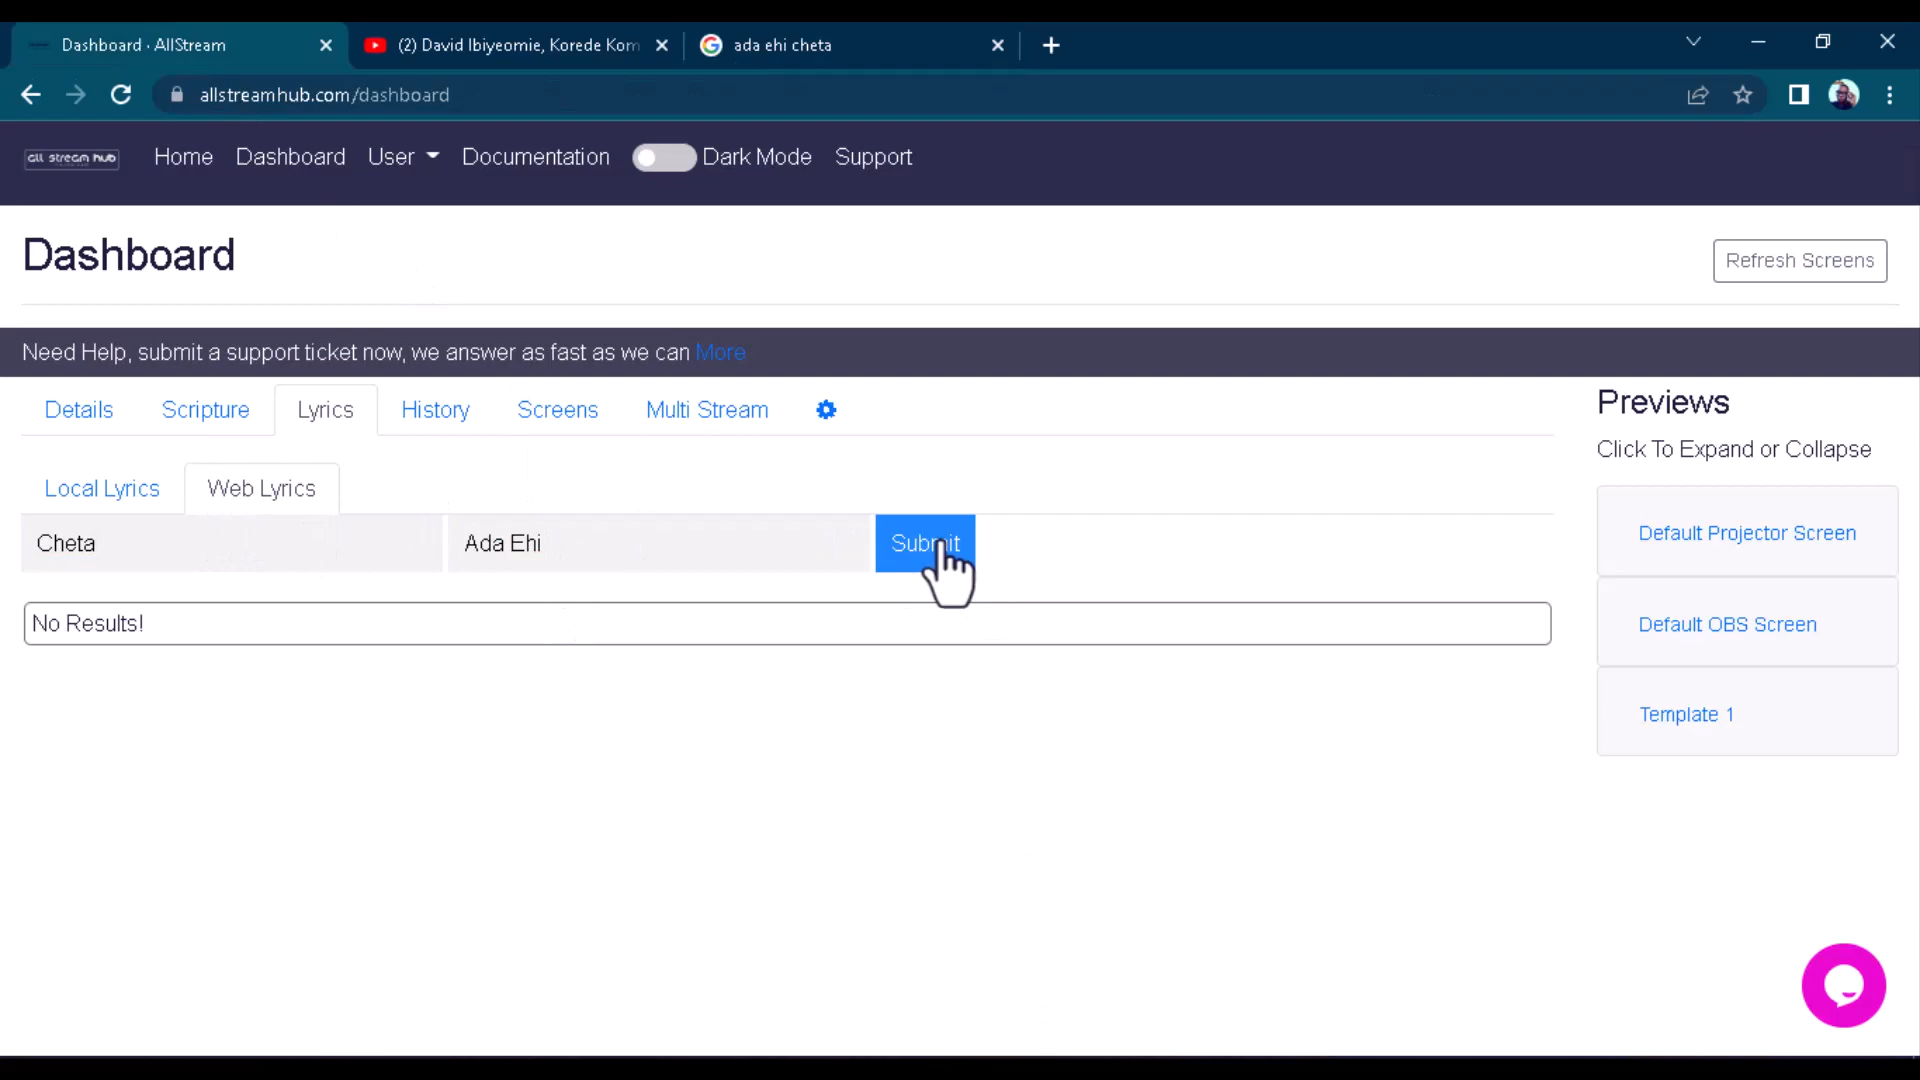 Dashboard · AllStream
(2) David Ibiyeomie, Korede Kom
ada ehi cheta
allstreamhub.com/dashboard
all stream hub
Home
Dashboard
User
Documentation
Dark Mode
Support
Dashboard
Refresh Screens
Need Help, submit a support ticket now, we answer as fast as we can More
Details
Scripture
Lyrics
History
Screens
Multi Stream
Local Lyrics
Web Lyrics
Cheta
Ada Ehi
Submit
No Results!
Previews
Click To Expand or Collapse
Default Projector Screen
Default OBS Screen
Template 1